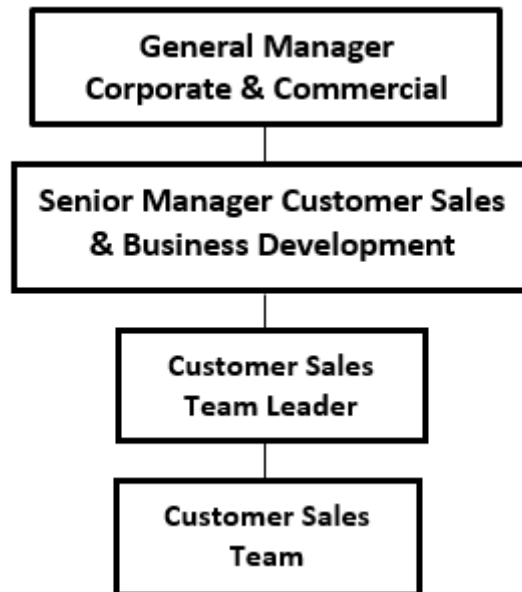 General Manager
Corporate & Commercial
Senior Manager Customer Sales
& Business Development
Customer Sales
Team Leader
Customer Sales
Team